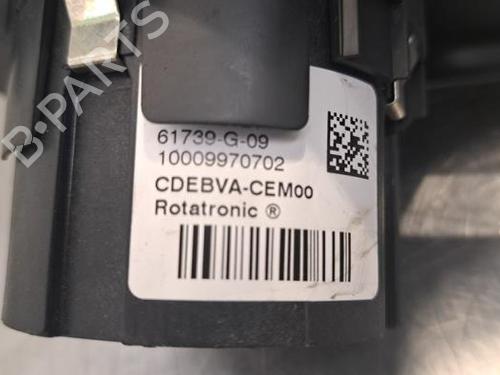 B-PARTS
61739-G-09
10009970702
CDEBVA-CEM00
Rotatronic ®